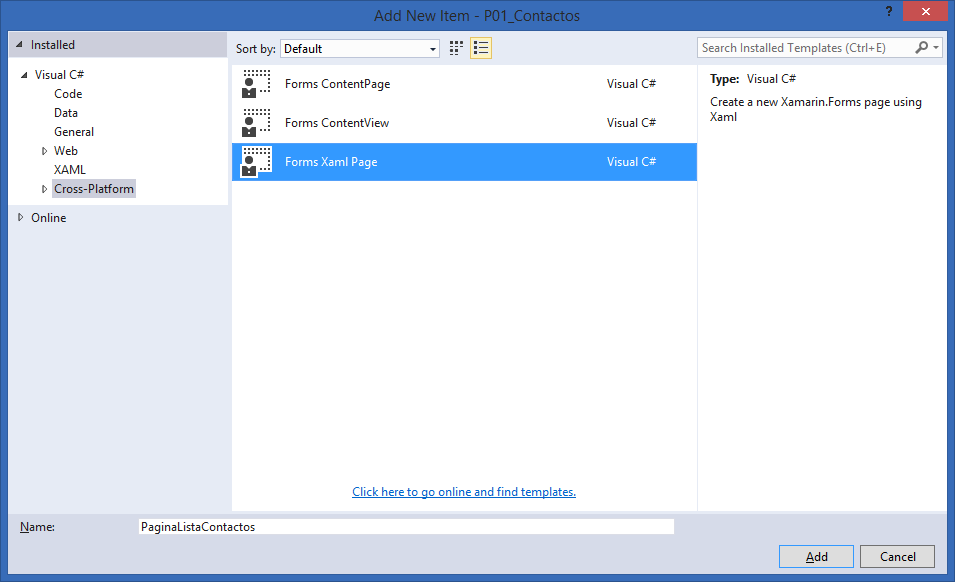 Add New Item - P01_Contactos
?
Installed
Sort by: Default
Search Installed Templates (Ctrl+E)
Visual C#
Code
Data
General
Web
XAML
Cross-Platform
Online
Forms ContentPage Visual C#
Forms ContentView Visual C#
Forms Xaml Page Visual C#
Type: Visual C#
Create a new Xamarin.Forms page using
Xaml
Click here to go online and find templates.
Name: PaginaListaContactos
Add Cancel